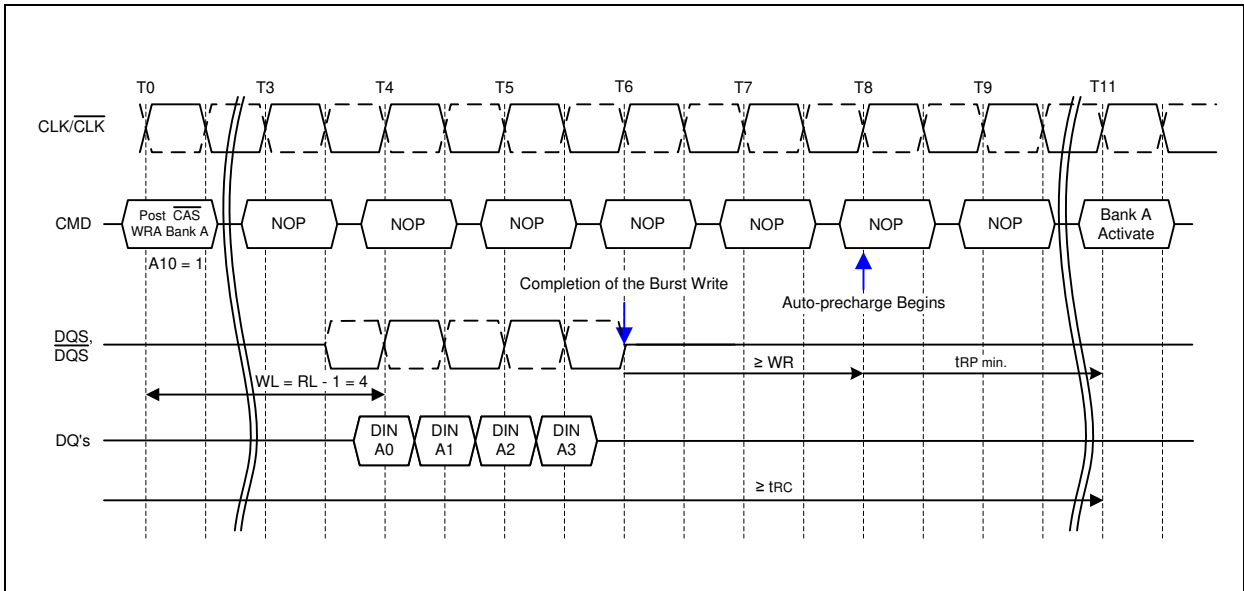 T0 T3 T4 T5 T6 T7 T8 T9 T11
CLK/CLK
CMD
Post CAS
WRA Bank A
NOP NOP NOP NOP NOP NOP NOP
Bank A
Activate
A10 = 1
Completion of the Burst Write
Auto-precharge Begins
DQS,
DQS
≥ WR
tRP min.
WL = RL - 1 = 4
DQ's
DIN
A0
DIN
A1
DIN
A2
DIN
A3
≥ tRC